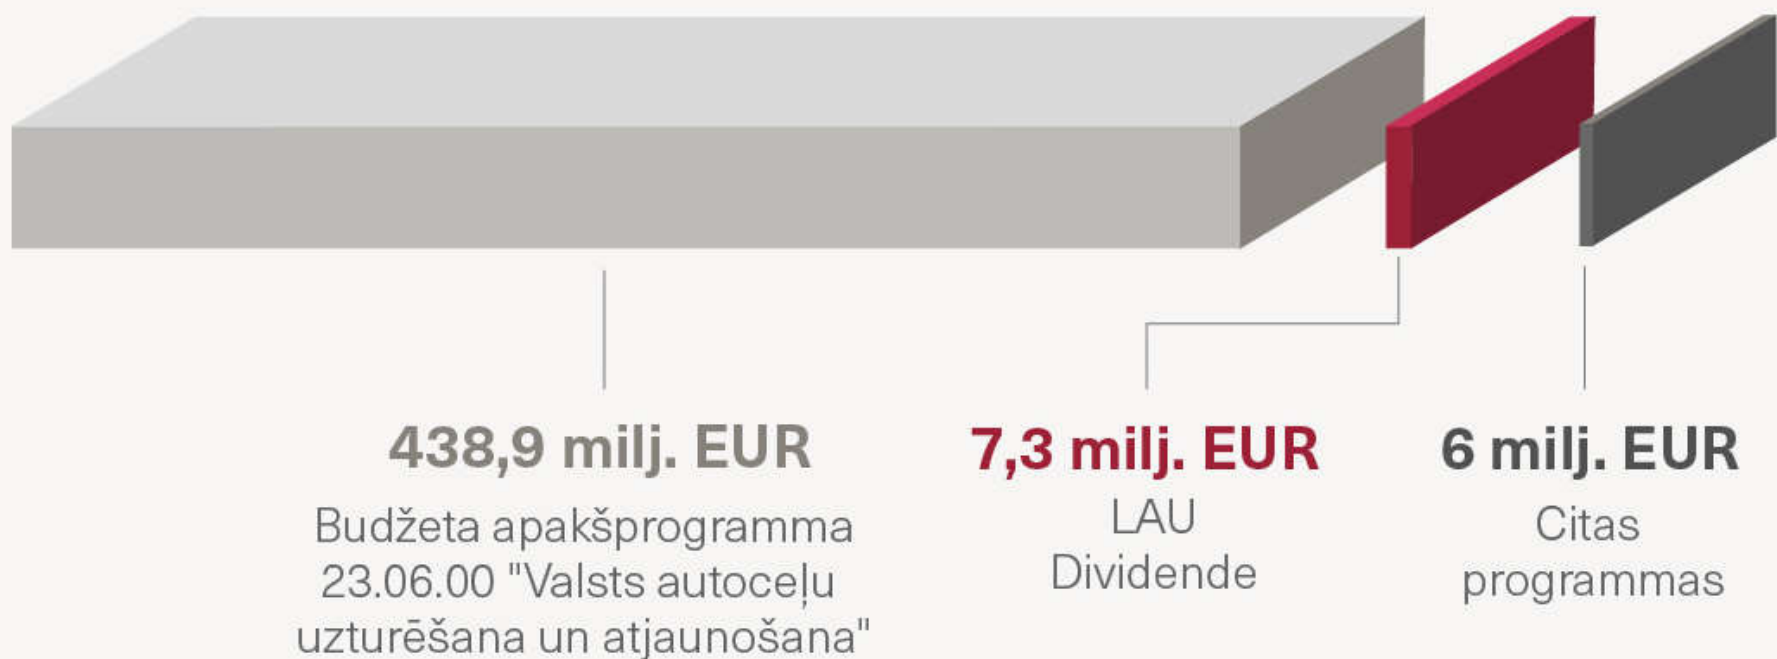 438,9 milj. EUR
Budžeta apakšprogramma
23.06.00 "Valsts autoceļu
uzturēšana un atjaunošana"
7,3 milj. EUR
LAU
Dividende
6 milj. EUR
Citas
programmas